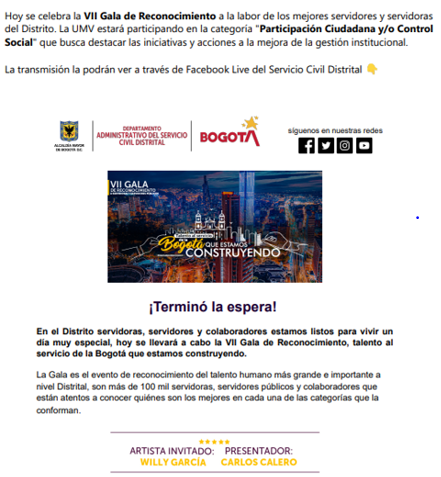 Hoy se celebra la VII Gala de Reconocimiento a la labor de los mejores servidores y servidoras
del Distrito. La UMV estará participando en la categoría "Participación Ciudadana y/o Control
Social" que busca destacar las iniciativas y acciones a la mejora de la gestión institucional.
La transmisión la podrán ver a través de Facebook Live del Servicio Civil Distrital 👇
ALCALDÍA MAYOR
DE BOGOTÁ D.C.
DEPARTAMENTO
ADMINISTRATIVO DEL SERVICIO
CIVIL DISTRITAL
BOGOTÁ
síguenos en nuestras redes
VII GALA
DE RECONOCIMIENTO
Talento al servicio
Bogotá QUE ESTAMOS
CONSTRUYENDO
¡Terminó la espera!
En el Distrito servidoras, servidores y colaboradores estamos listos para vivir un
día muy especial, hoy se llevará a cabo la VII Gala de Reconocimiento, talento al
servicio de la Bogotá que estamos construyendo.
La Gala es el evento de reconocimiento del talento humano más grande e importante a
nivel Distrital, son más de 100 mil servidoras, servidores públicos y colaboradores que
están atentos a conocer quiénes son los mejores en cada una de las categorías que la
conforman.
ARTISTA INVITADO: PRESENTADOR:
WILLY GARCÍA CARLOS CALERO